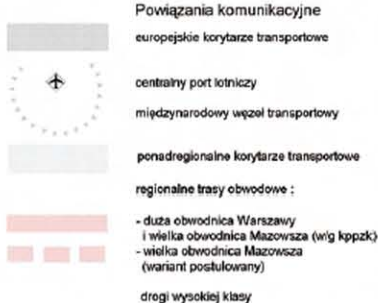 Powiązania komunikacyjne
europejskie korytarze transportowe
centralny port lotniczy
międzynarodowy węzeł transportowy
ponadregionalne korytarze transportowe
regionalne trasy obwodowe :
- duża obwodnica Warszawy
i wielka obwodnica Mazowsza (w/g kppzk)
- wielka obwodnica Mazowsza
(wariant postulowany)
drogi wysokiej klasy